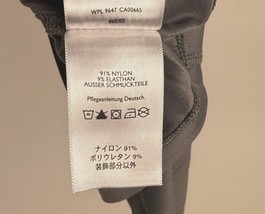 WPL 9647 CA00665
91% NYLON
9% ELASTHAN
AUSSER SCHMUCKTEILE
Pflegeanleitung Deutsch
ナイロン 91%
ポリウレタン 9%
装飾部分以外